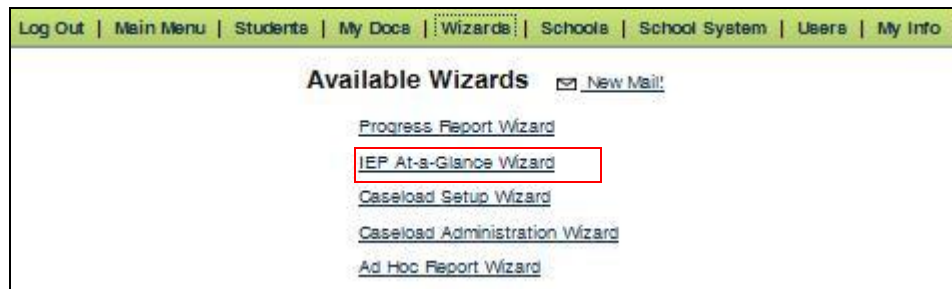 Log Out | Main Menu | Students | My Docs | Wizards | Schools | School System | Users | My Info
Available Wizards New Mail!
Progress Report Wizard
IEP At-a-Glance Wizard
Caseload Setup Wizard
Caseload Administration Wizard
Ad Hoc Report Wizard